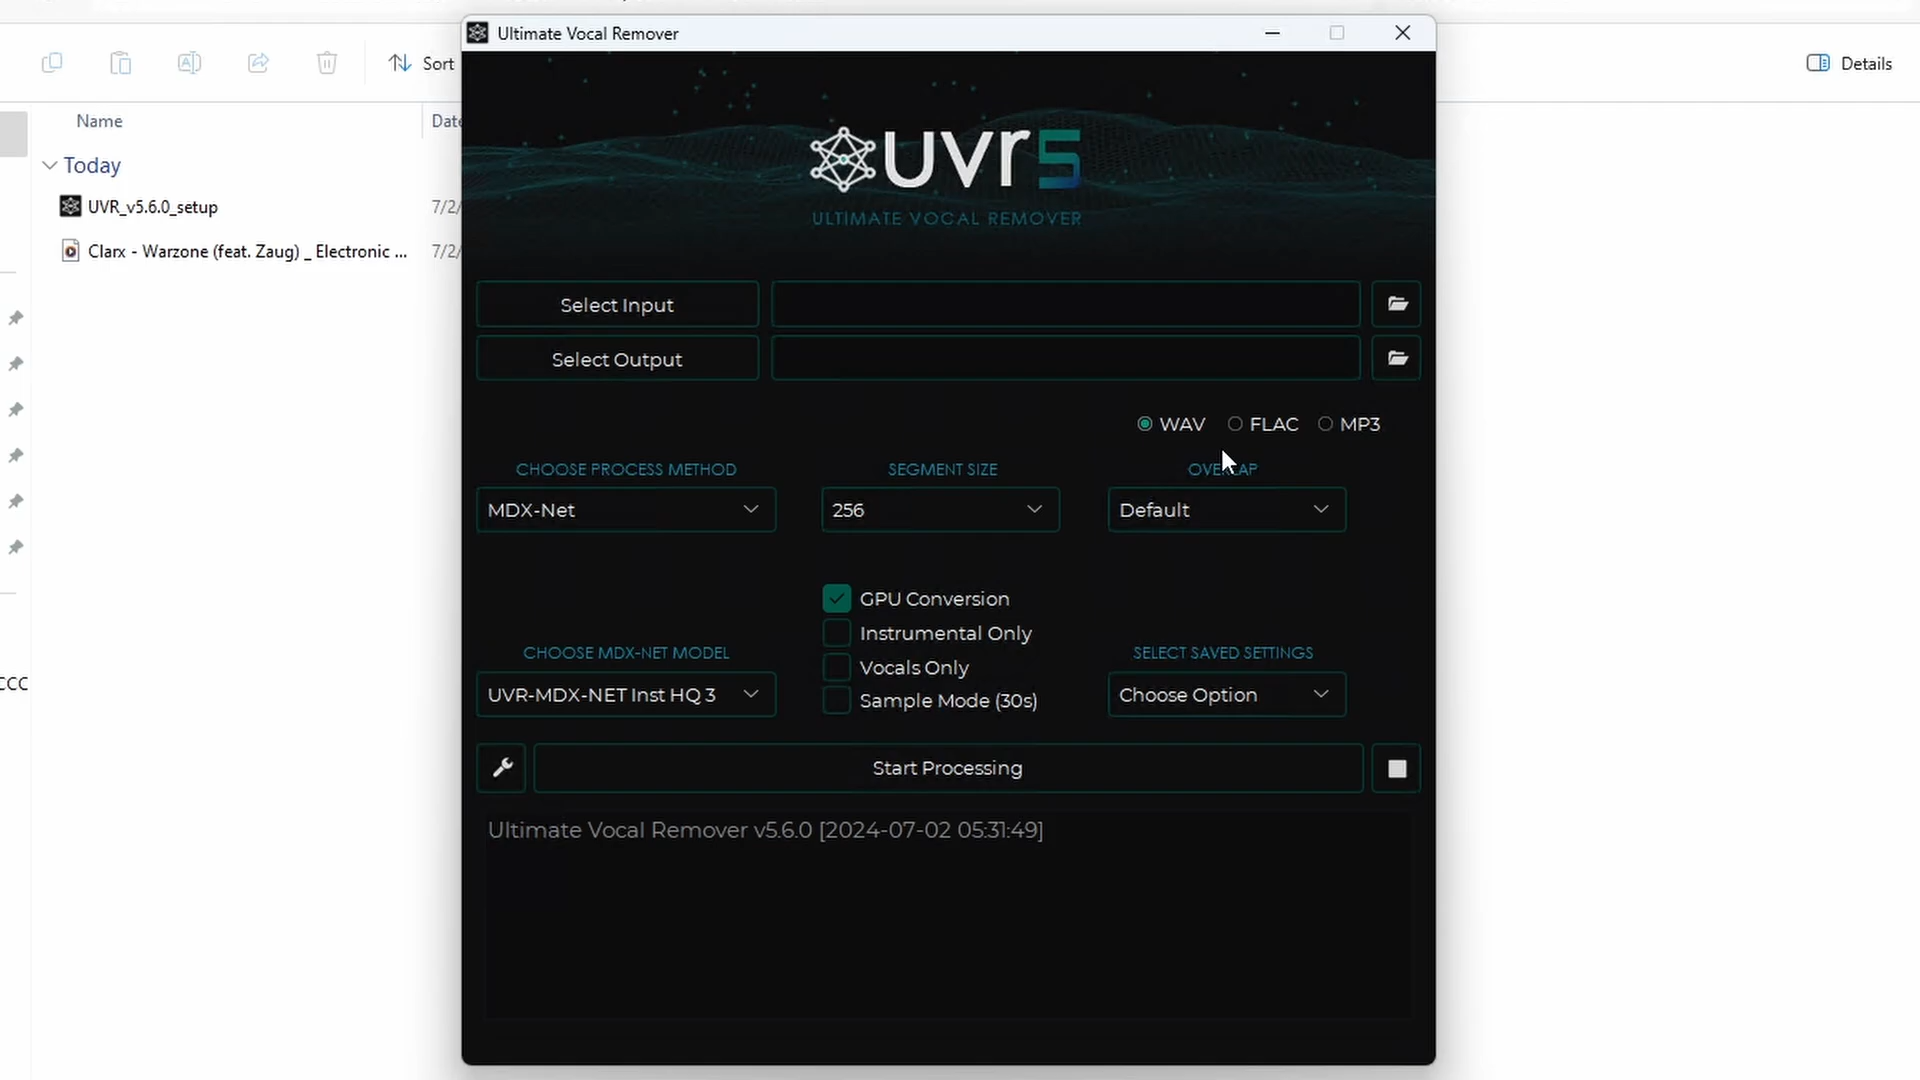 Ultimate Vocal Remover
Sort
Details
Name
Date
Today
UVR_v5.6.0_setup
7/2/
Clarx - Warzone (feat. Zaug) _ Electronic ...
7/2/
CCC
uvr5
ULTIMATE VOCAL REMOVER
Select Input
Select Output
WAV FLAC MP3
CHOOSE PROCESS METHOD
SEGMENT SIZE
OVERLAP
MDX-Net
256
Default
GPU Conversion
Instrumental Only
Vocals Only
Sample Mode (30s)
CHOOSE MDX-NET MODEL
UVR-MDX-NET Inst HQ 3
SELECT SAVED SETTINGS
Choose Option
Start Processing
Ultimate Vocal Remover v5.6.0 [2024-07-02 05:31:49]